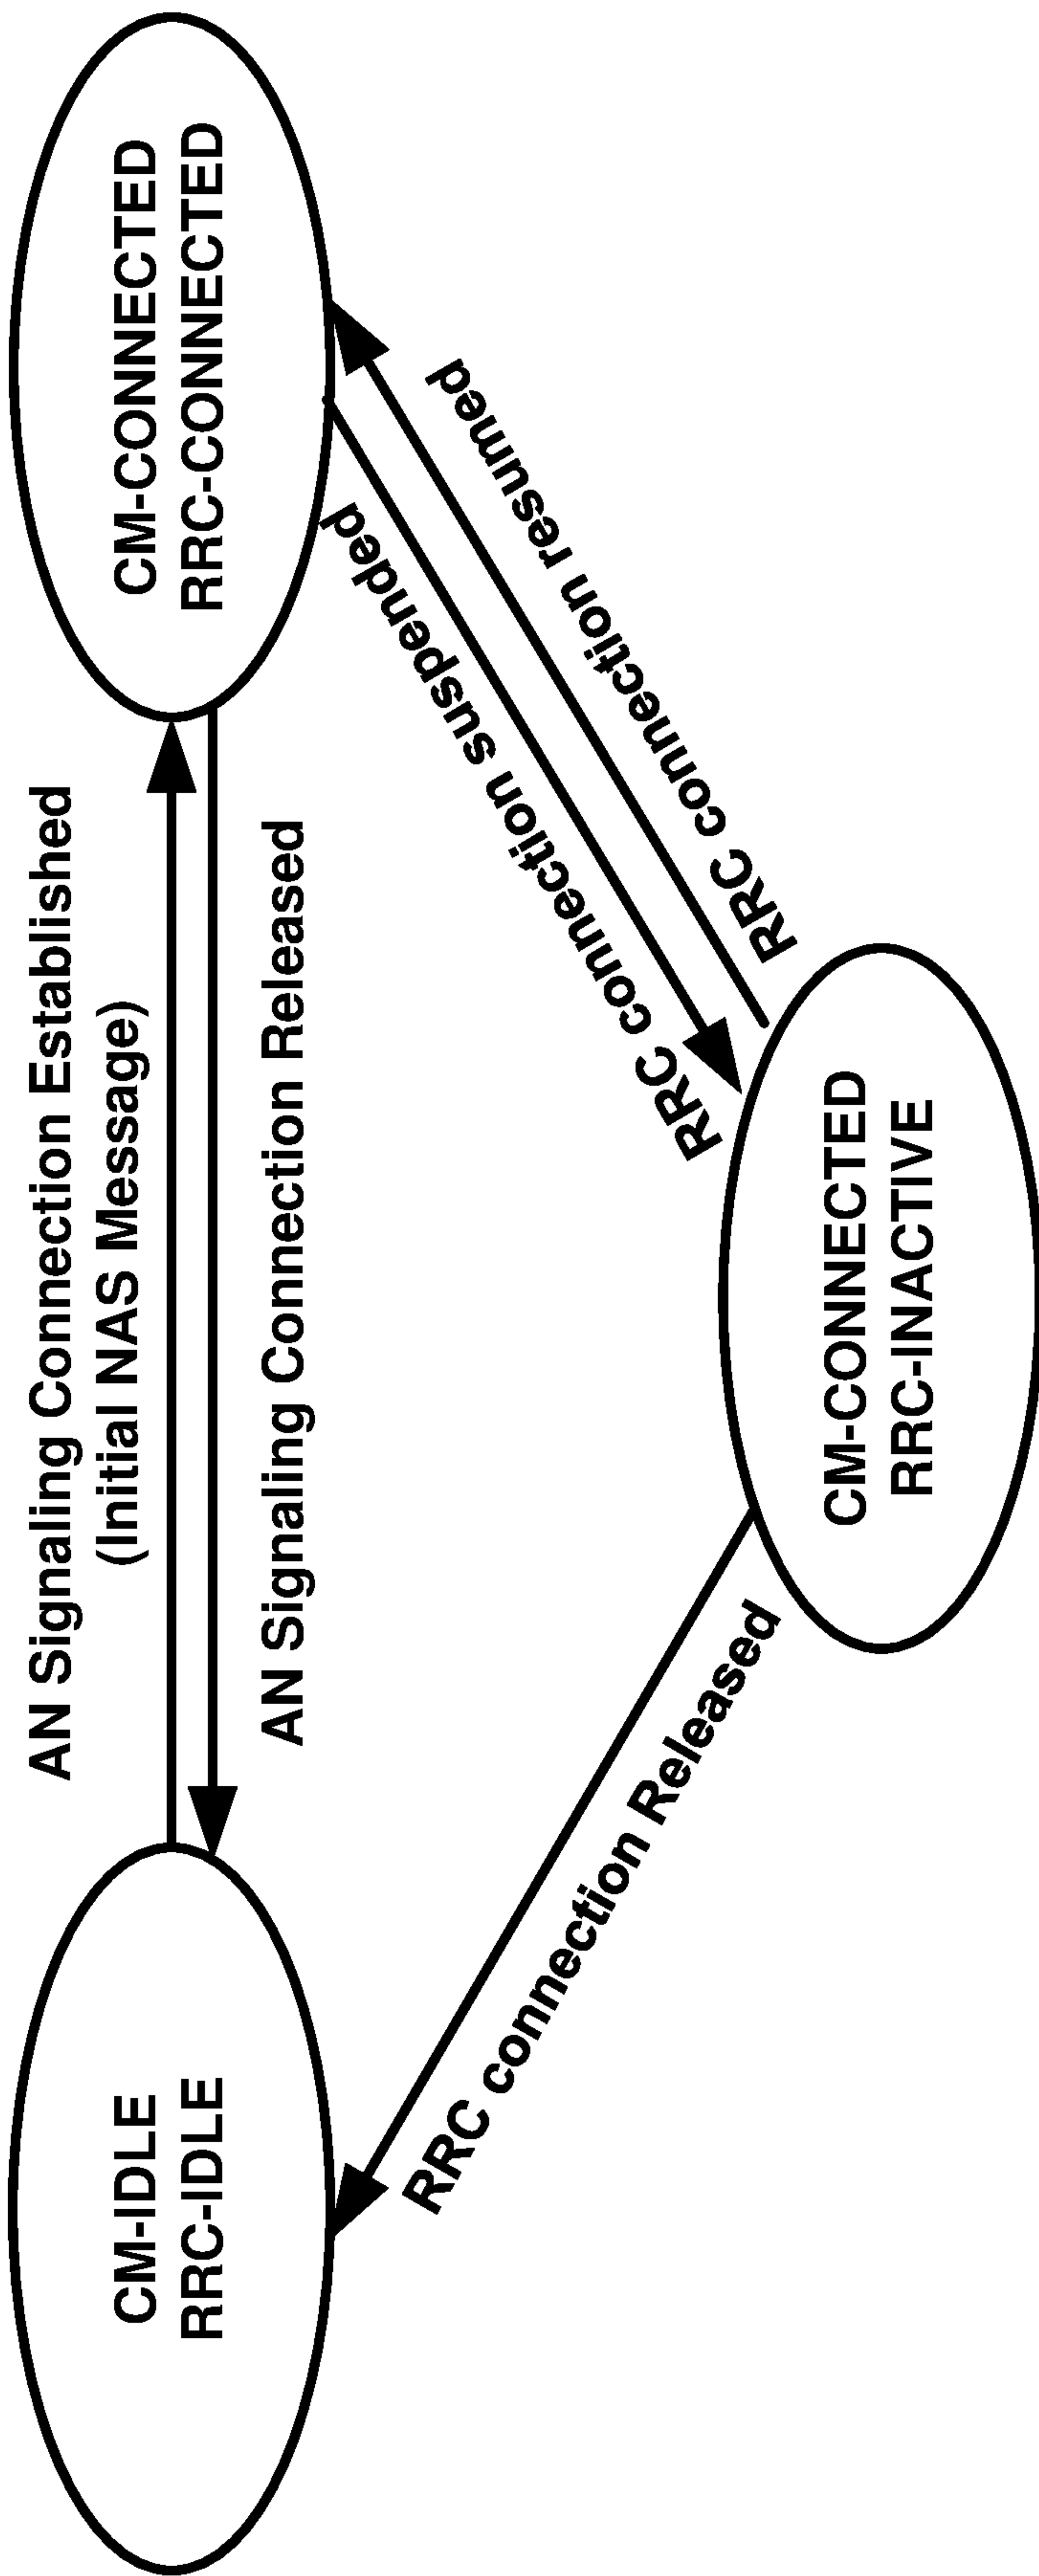 AN Signaling Connection Established
(Initial NAS Message)
CM-IDLE
RRC-IDLE
CM-CONNECTED
RRC-CONNECTED
AN Signaling Connection Released
RRC connection Released
RRC connection suspended
RRC connection resumed
CM-CONNECTED
RRC-INACTIVE